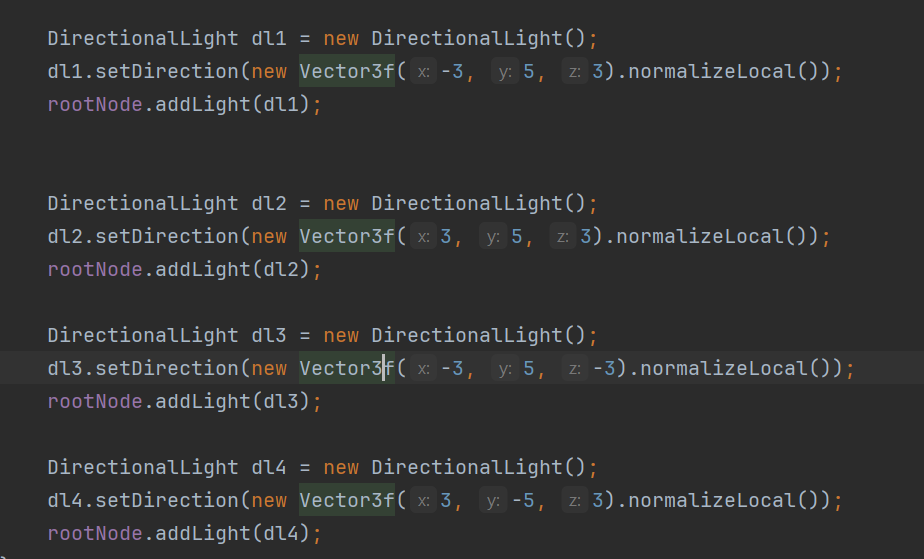 DirectionalLight dl1 = new DirectionalLight();
dl1.setDirection(new Vector3f( x: -3, y: 5, z: 3).normalizeLocal());
rootNode.addLight(dl1);
DirectionalLight dl2 = new DirectionalLight();
dl2.setDirection(new Vector3f( x: 3, y: 5, z: 3).normalizeLocal());
rootNode.addLight(dl2);
DirectionalLight dl3 = new DirectionalLight();
dl3.setDirection(new Vector3f( x: -3, y: 5, z: -3).normalizeLocal());
rootNode.addLight(dl3);
DirectionalLight dl4 = new DirectionalLight();
dl4.setDirection(new Vector3f( x: 3, y: -5, z: 3).normalizeLocal());
rootNode.addLight(dl4);